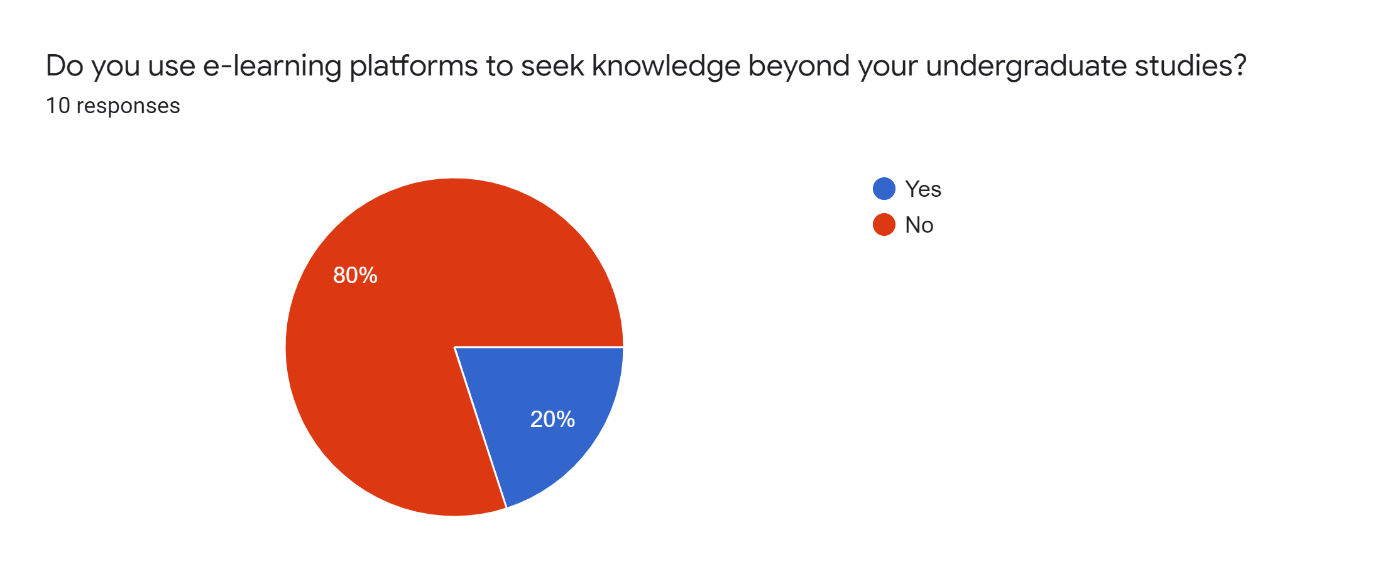 Do you use e-learning platforms to seek knowledge beyond your undergraduate studies?
10 responses
Yes
No
80%
20%